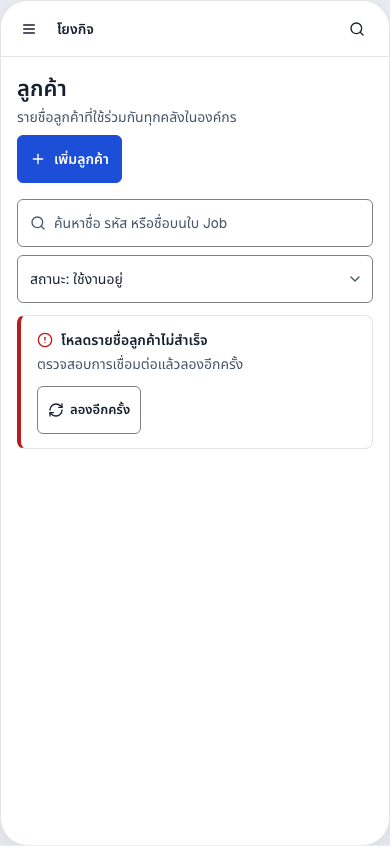 โยงกิจ
ลูกค้า
รายชื่อลูกค้าที่ใช้ร่วมกันทุกคลังในองค์กร
เพิ่มลูกค้า
ค้นหาชื่อ รหัส หรือชื่อบนใบ Job
สถานะ: ใช้งานอยู่
โหลดรายชื่อลูกค้าไม่สำเร็จ
ตรวจสอบการเชื่อมต่อแล้วลองอีกครั้ง
ลองอีกครั้ง